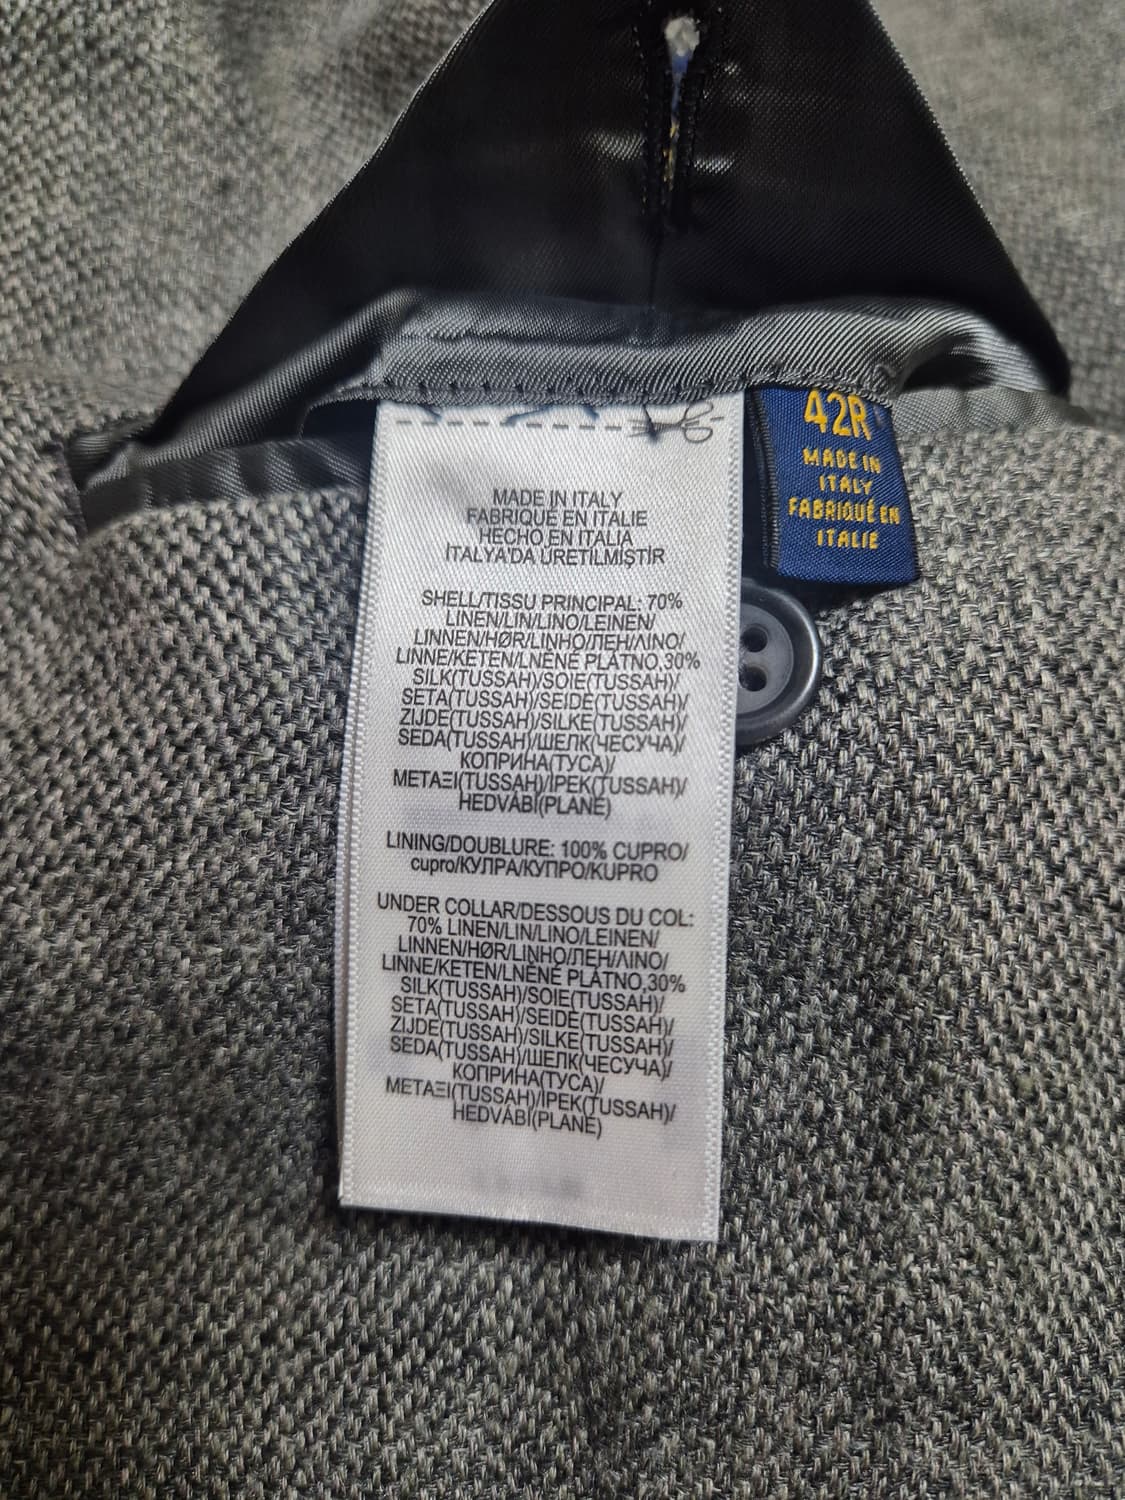 MADE IN ITALY
FABRIQUÉ EN ITALIE
HECHO EN ITALIA
İTALYA'DA ÜRETİLMİŞTİR
SHELL/TISSU PRINCIPAL: 70%
LINEN/LIN/LINO/LEINEN/
LINNEN/HØR/LINHO/ЛЕН/ΛΙΝΟ/
LINNE/KETEN/LNĚNÉ PLÁTNO,30%
SILK(TUSSAH)/SOIE(TUSSAH)/
SETA(TUSSAH)/SEIDE(TUSSAH)/
ZIJDE(TUSSAH)/SILKE(TUSSAH)/
SEDA(TUSSAH)/ШЕЛК(ЧЕСУЧА)/
КОПРИНА(ТУСА)/
ΜΕΤΑΞΙ(TUSSAH)/İPEK(TUSSAH)/
HEDVÁBÍ(PLANÉ)
LINING/DOUBLURE: 100% CUPRO/
cupro/КУЛРА/КУПРО/KUPRO
UNDER COLLAR/DESSOUS DU COL:
70% LINEN/LIN/LINO/LEINEN/
LINNEN/HØR/LINHO/ЛЕН/ΛΙΝΟ/
LINNE/KETEN/LNĚNÉ PLÁTNO,30%
SILK(TUSSAH)/SOIE(TUSSAH)/
SETA(TUSSAH)/SEIDE(TUSSAH)/
ZIJDE(TUSSAH)/SILKE(TUSSAH)/
SEDA(TUSSAH)/ШЕЛК(ЧЕСУЧА)/
КОПРИНА(ТУСА)/
ΜΕΤΑΞΙ(TUSSAH)/İPEK(TUSSAH)/
HEDVÁBÍ(PLANÉ)
42R
MADE IN
ITALY
FABRIQUÉ EN
ITALIE